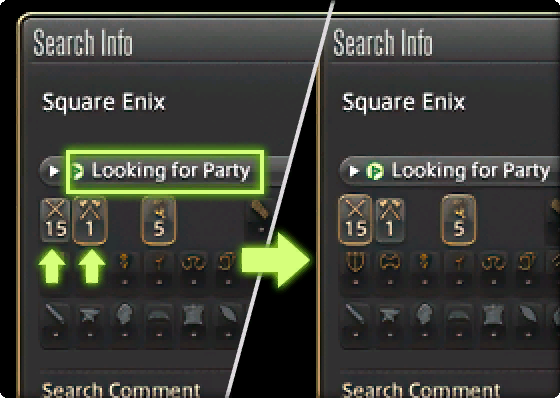 Search Info
Square Enix
Looking for Party
15 1 5
Search Comment
Search Info
Square Enix
Looking for Party
15 1 5
Search Comment